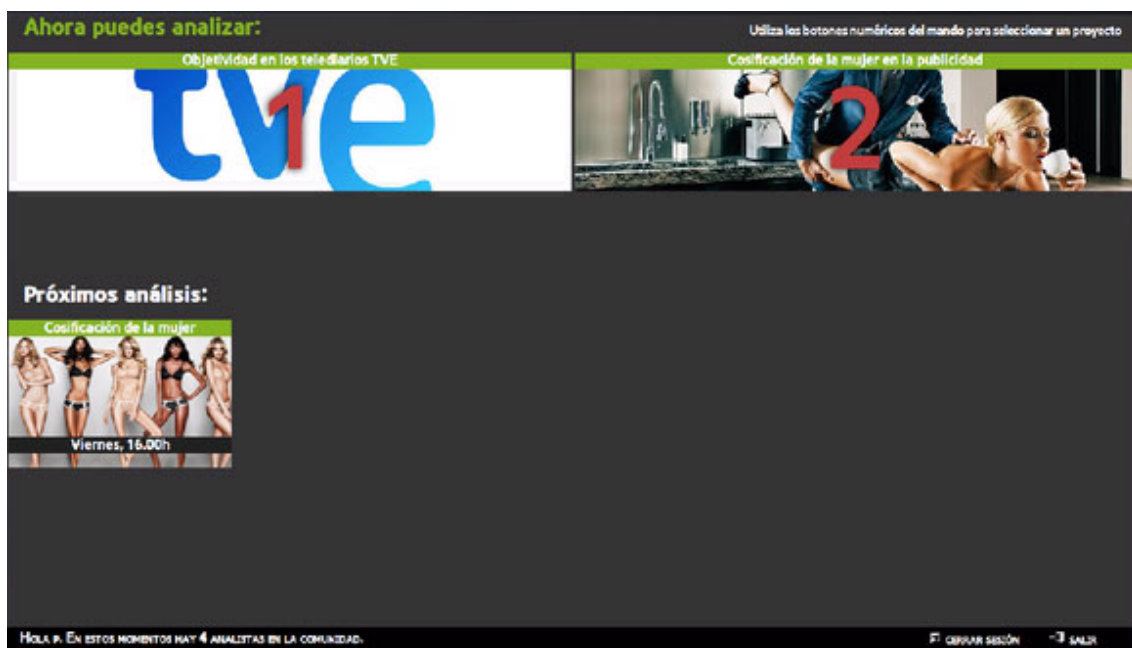 Ahora puedes analizar:
Utiliza los botones numéricos del mando para seleccionar un proyecto
Objetividad en los telediarios TVE
Cosificación de la mujer en la publicidad
tve
1
2
Próximos análisis:
Cosificación de la mujer
Viernes, 16.00h
HOLA P. EN ESTOS MOMENTOS HAY 4 ANALISTAS EN LA COMUNIDAD.
CERRAR SESIÓN
SALIR